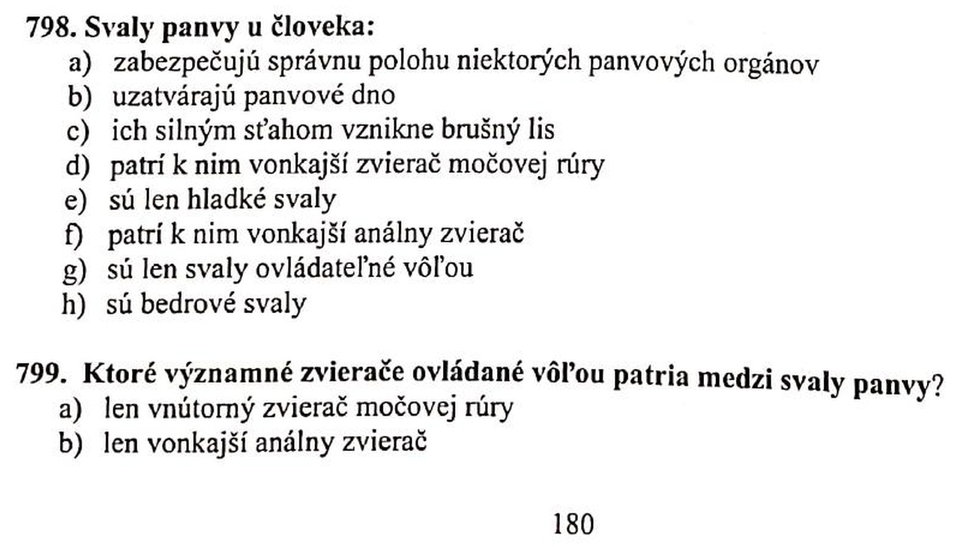 798. Svaly panvy u človeka:
a) zabezpečujú správnu polohu niektorých panvových orgánov
b) uzatvárajú panvové dno
c) ich silným sťahom vznikne brušný lis
d) patrí k nim vonkajší zvierač močovej rúry
e) sú len hladké svaly
f) patrí k nim vonkajší análny zvierač
g) sú len svaly ovládateľné vôľou
h) sú bedrové svaly
799. Ktoré významné zvierače ovládané vôľou patria medzi svaly panvy?
a) len vnútorný zvierač močovej rúry
b) len vonkajší análny zvierač
180